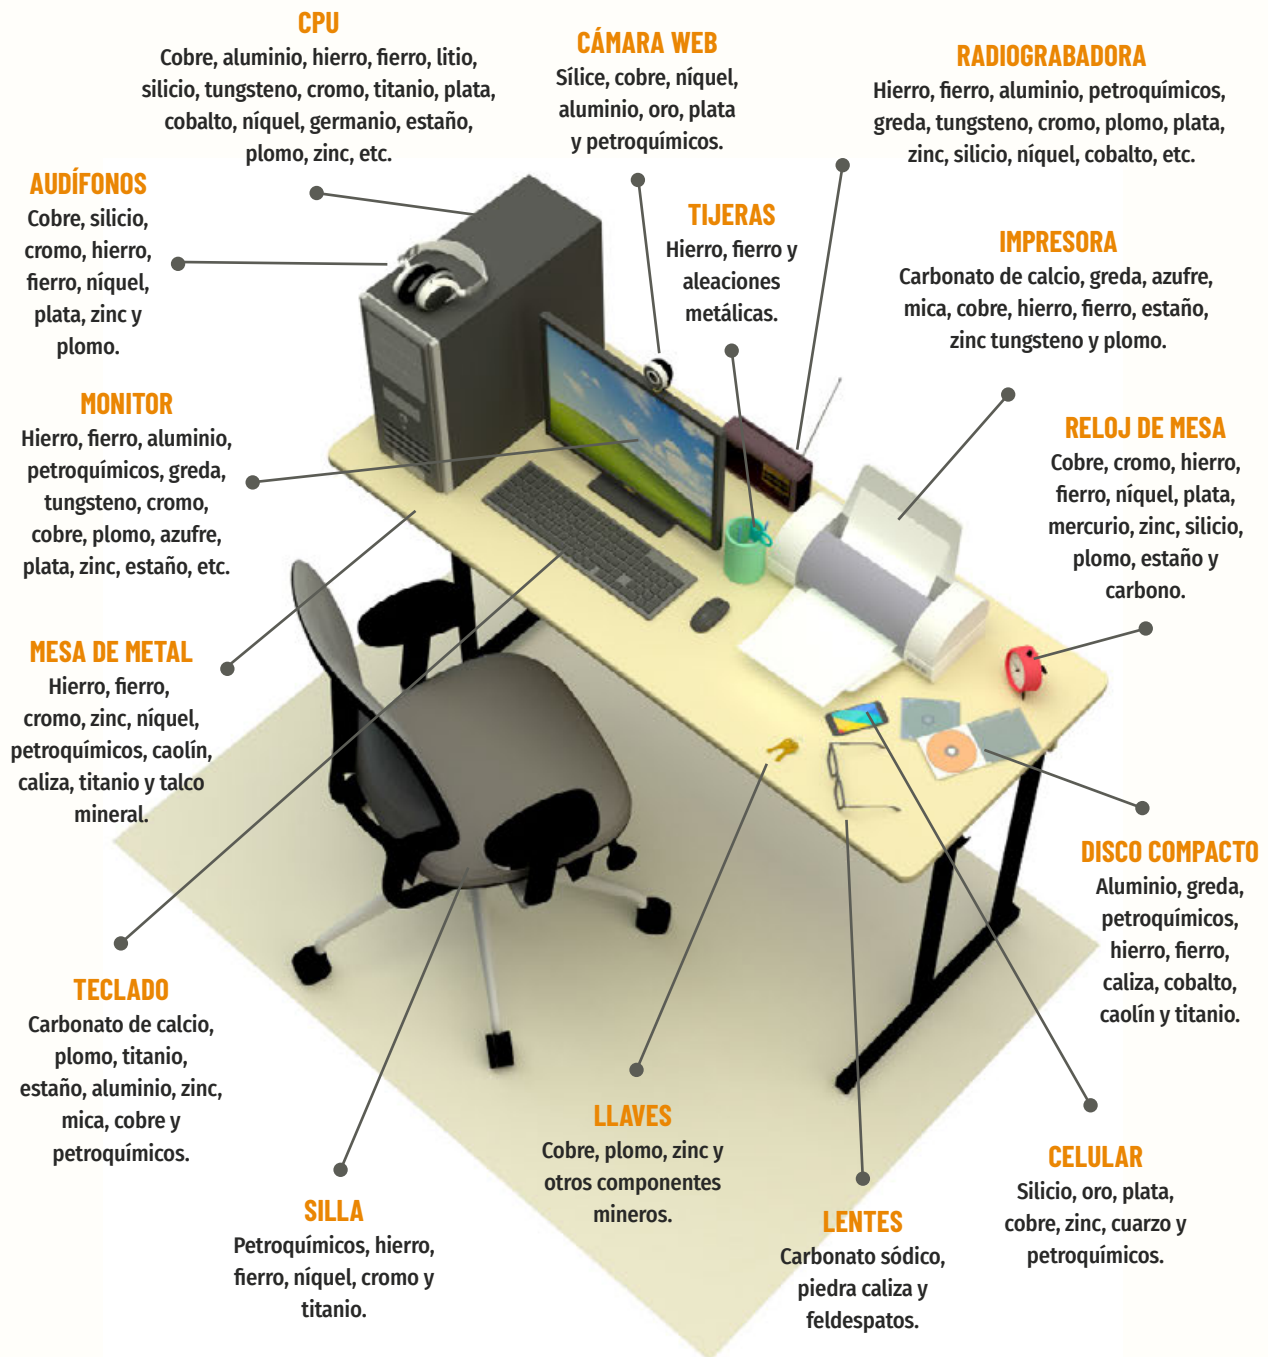 CPU
Cobre, aluminio, hierro, fierro, litio,
silicio, tungsteno, cromo, titanio, plata,
cobalto, níquel, germanio, estaño,
plomo, zinc, etc.
CÁMARA WEB
Sílice, cobre, níquel,
aluminio, oro, plata
y petroquímicos.
RADIOGRABADORA
Hierro, fierro, aluminio, petroquímicos,
greda, tungsteno, cromo, plomo, plata,
zinc, silicio, níquel, cobalto, etc.
AUDÍFONOS
Cobre, silicio,
cromo, hierro,
fierro, níquel,
plata, zinc y
plomo.
TIJERAS
Hierro, fierro y
aleaciones
metálicas.
IMPRESORA
Carbonato de calcio, greda, azufre,
mica, cobre, hierro, fierro, estaño,
zinc tungsteno y plomo.
MONITOR
Hierro, fierro, aluminio,
petroquímicos, greda,
tungsteno, cromo,
cobre, plomo, azufre,
plata, zinc, estaño, etc.
RELOJ DE MESA
Cobre, cromo, hierro,
fierro, níquel, plata,
mercurio, zinc, silicio,
plomo, estaño y
carbono.
MESA DE METAL
Hierro, fierro,
cromo, zinc, níquel,
petroquímicos, caolín,
caliza, titanio y talco
mineral.
DISCO COMPACTO
Aluminio, greda,
petroquímicos,
hierro, fierro,
caliza, cobalto,
caolín y titanio.
TECLADO
Carbonato de calcio,
plomo, titanio,
estaño, aluminio, zinc,
mica, cobre y
petroquímicos.
LLAVES
Cobre, plomo, zinc y
otros componentes
mineros.
CELULAR
Silicio, oro, plata,
cobre, zinc, cuarzo y
petroquímicos.
SILLA
Petroquímicos, hierro,
fierro, níquel, cromo y
titanio.
LENTES
Carbonato sódico,
piedra caliza y
feldespatos.